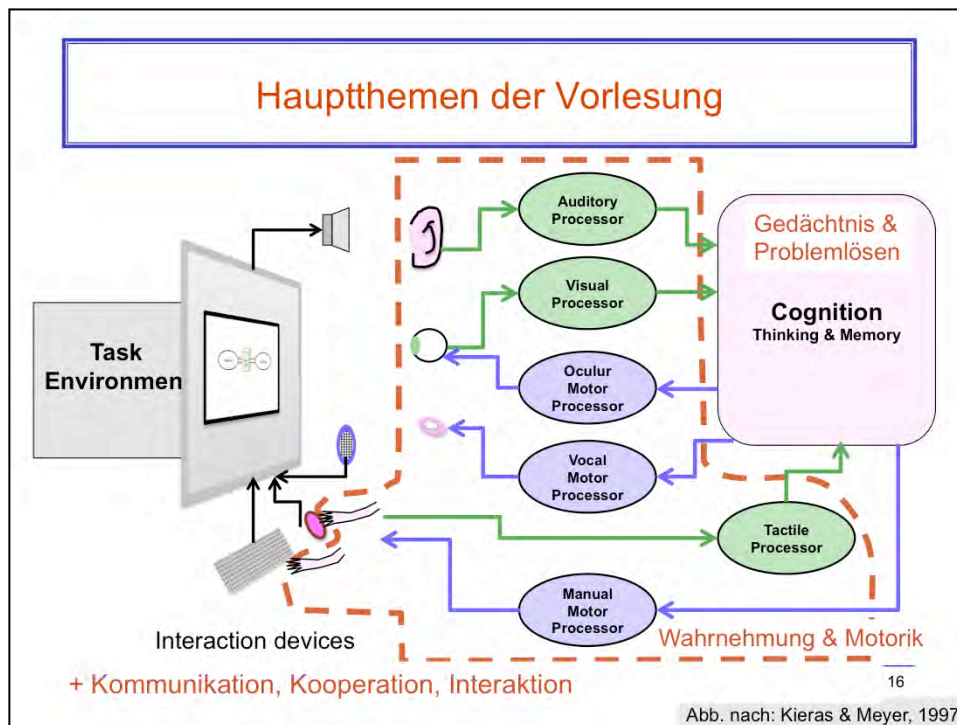 Hauptthemen der Vorlesung
Auditory
Processor
Gedächtnis &
Problemlösen
Visual
Processor
Cognition
Thinking & Memory
Task
Environmen
Oculur
Motor
Processor
Vocal
Motor
Processor
Tactile
Processor
Manual
Motor
Processor
Interaction devices
Wahrnehmung & Motorik
+ Kommunikation, Kooperation, Interaktion
16
Abb. nach: Kieras & Meyer, 1997